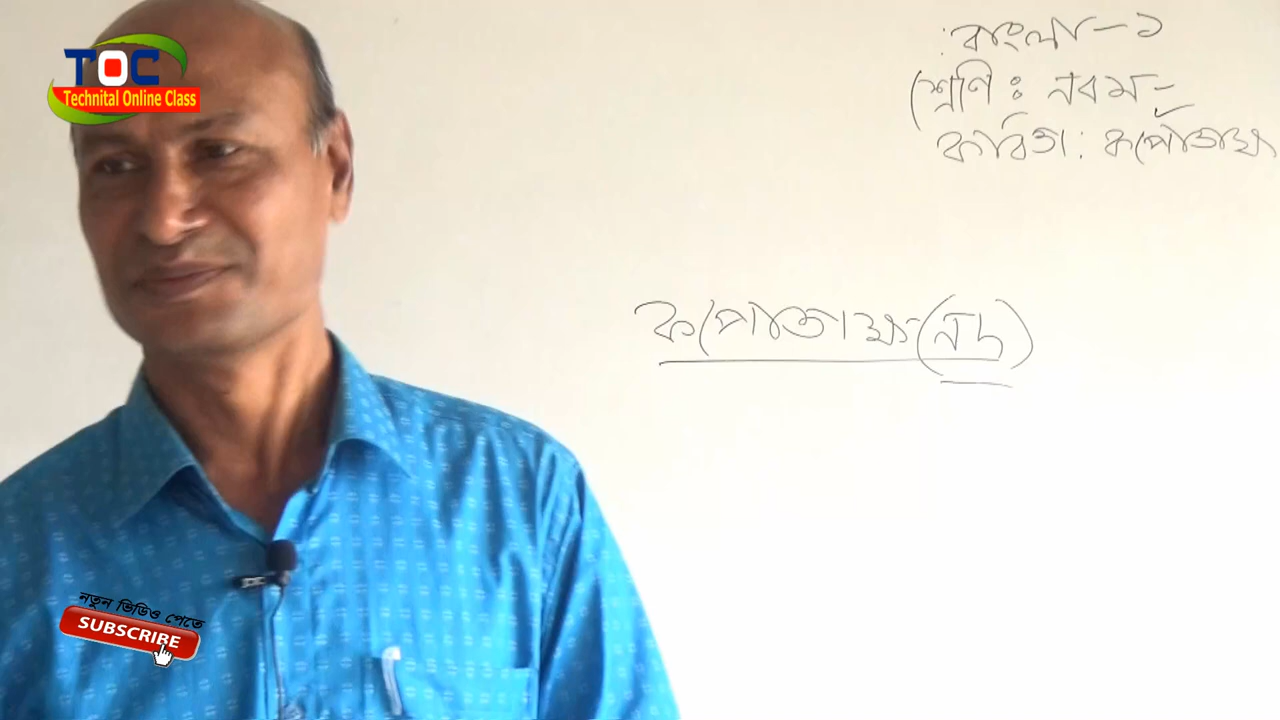 TOC
Technital Online Class
: বাংলা - ১
শ্রেণি : নবম -
কবিতা : কপোতাক্ষ
কপোতাক্ষ (নদ)
নতুন ভিডিও পেতে
SUBSCRIBE